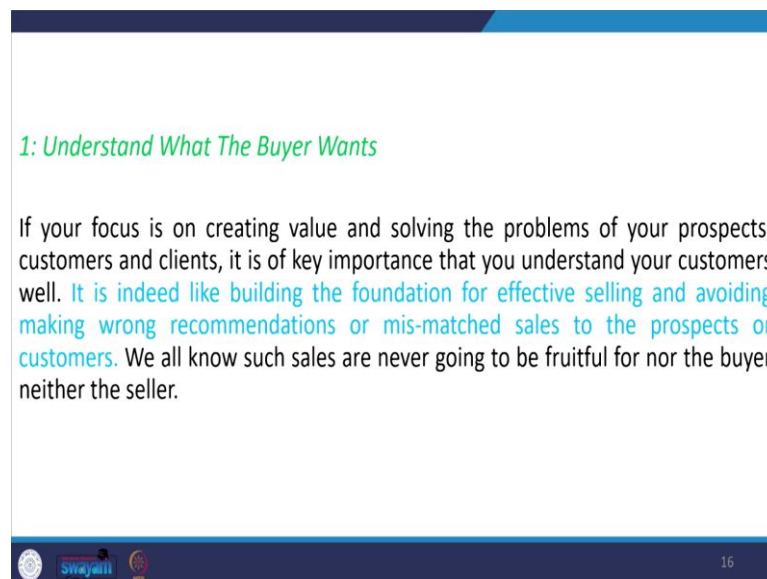 1: Understand What The Buyer Wants
If your focus is on creating value and solving the problems of your prospects
customers and clients, it is of key importance that you understand your customers
well. It is indeed like building the foundation for effective selling and avoiding
making wrong recommendations or mis-matched sales to the prospects or
customers. We all know such sales are never going to be fruitful for nor the buyer
neither the seller.
swayam
16